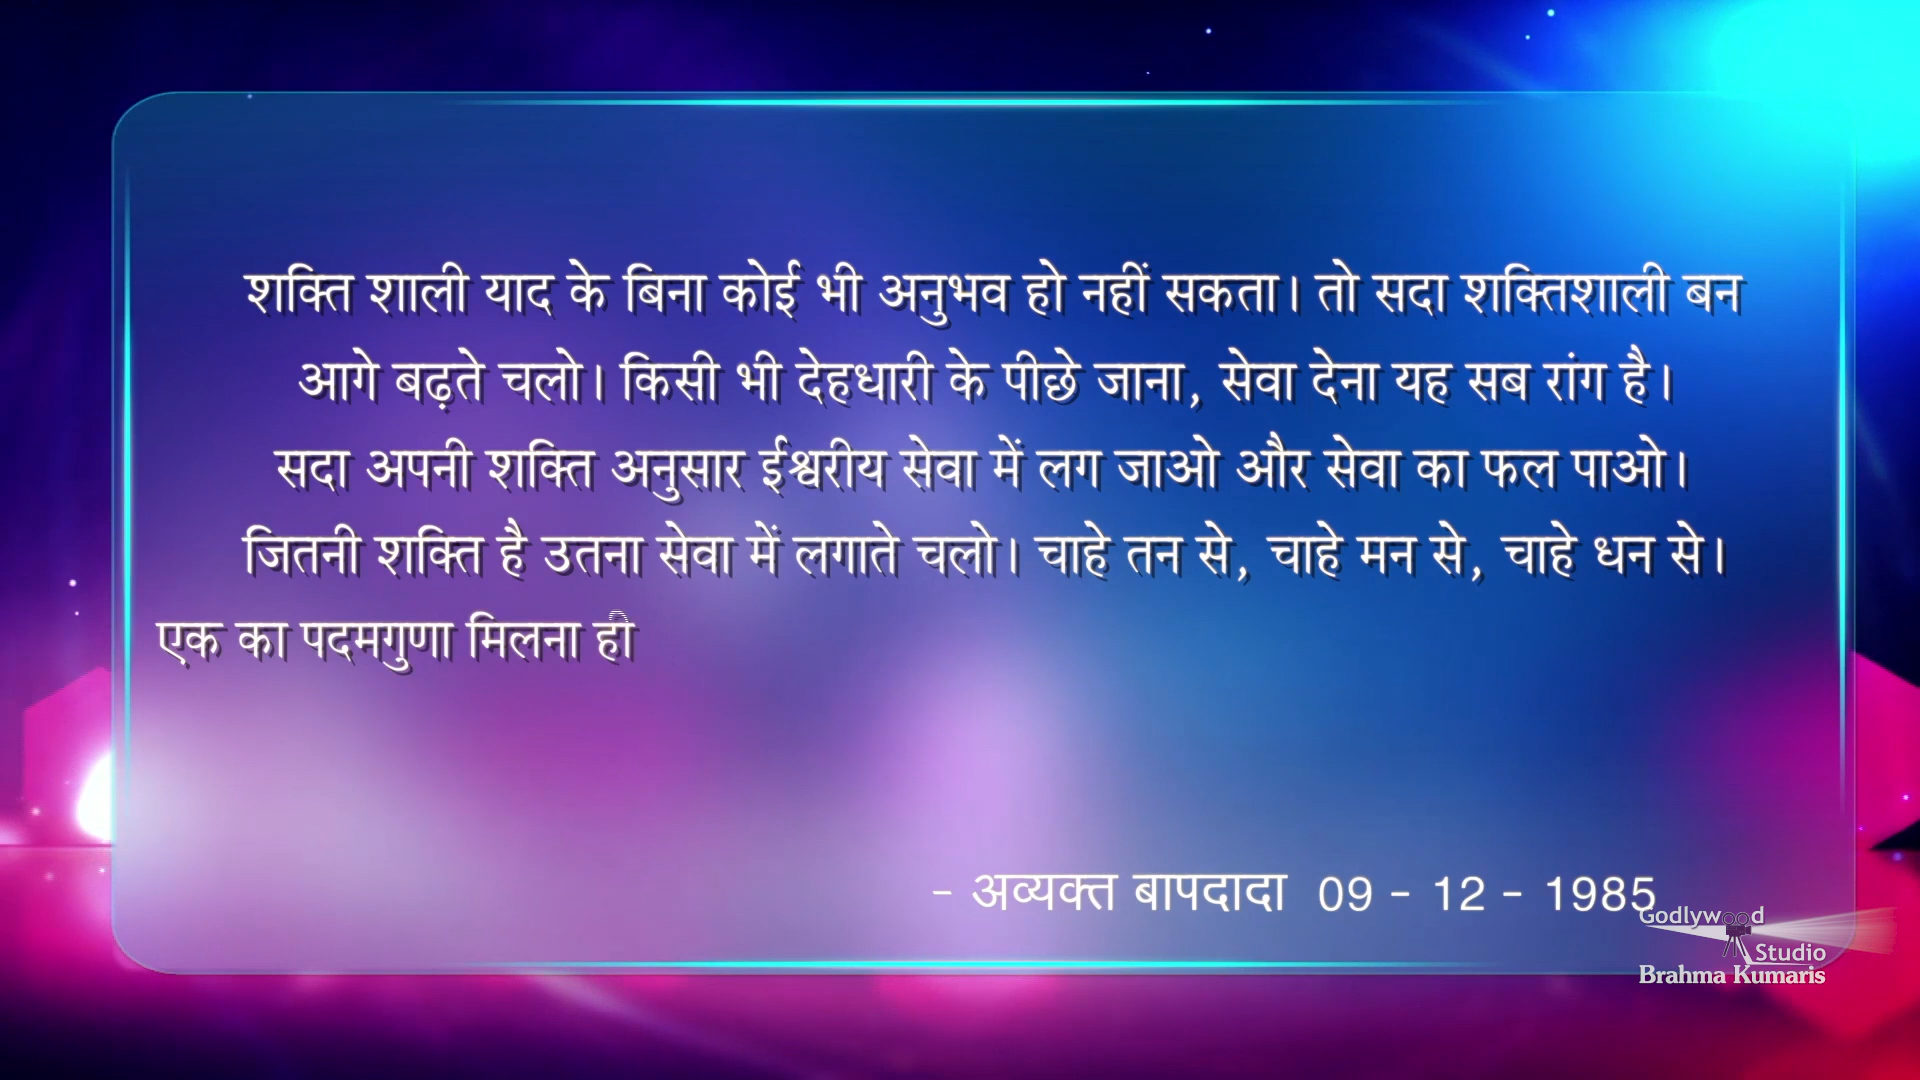 शक्ति शाली याद के बिना कोई भी अनुभव हो नहीं सकता। तो सदा शक्तिशाली बन
आगे बढ़ते चलो। किसी भी देहधारी के पीछे जाना, सेवा देना यह सब रांग है।
सदा अपनी शक्ति अनुसार ईश्वरीय सेवा में लग जाओ और सेवा का फल पाओ।
जितनी शक्ति है उतना सेवा में लगाते चलो। चाहे तन से, चाहे मन से, चाहे धन से।
एक का पदमगुणा मिलना ही
- अव्यक्त बापदादा 09 - 12 - 1985
Godlywood
Studio
Brahma Kumaris